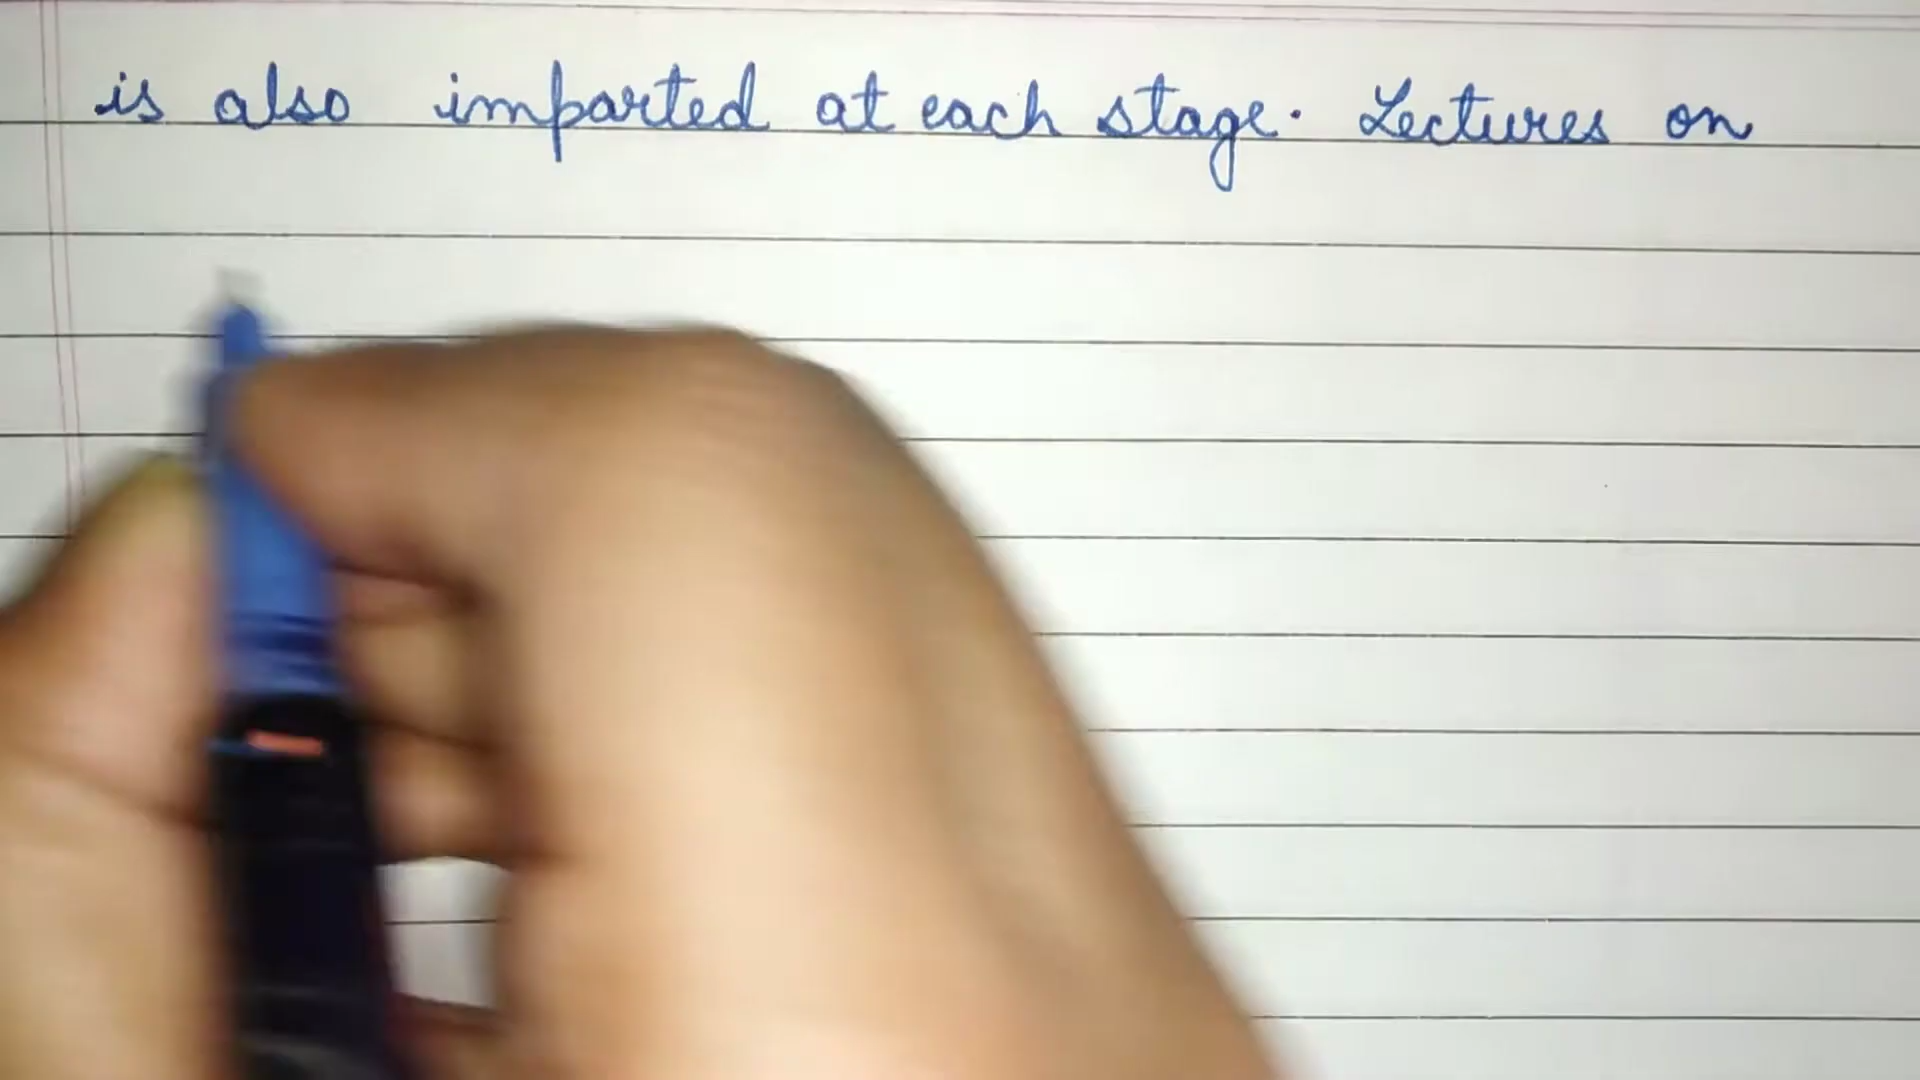 is also imparted at each stage. Lectures on